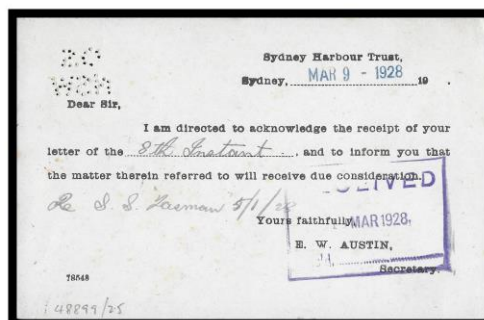 Sydney Harbour Trust,
Sydney, MAR 9 - 1928 19 .
Dear Sir,
I am directed to acknowledge the receipt of your
letter of the 8th Instant , and to inform you that
the matter therein referred to will receive due consideration.
Re S. S. Tasman 5/1/28
Yours faithfully,
MAR 1928
E. W. AUSTIN,
Secretary.
78548
48899/25